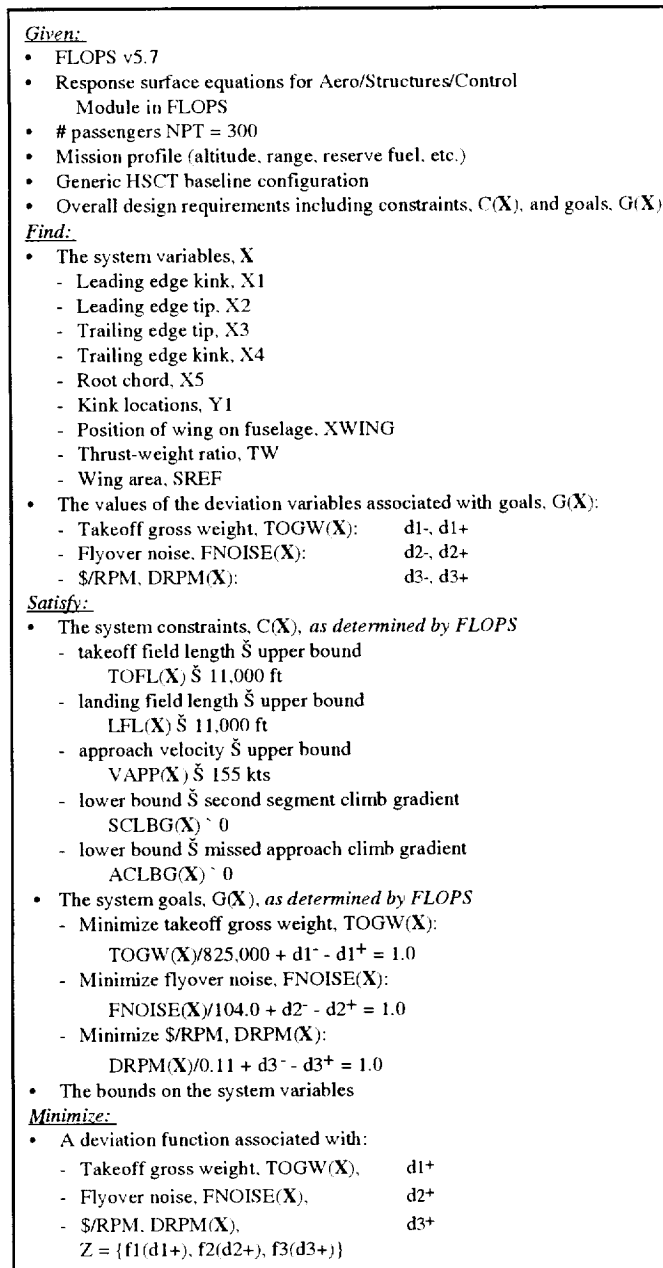 Given:
• FLOPS v5.7
• Response surface equations for Aero/Structures/Control
Module in FLOPS
• # passengers NPT = 300
• Mission profile (altitude, range, reserve fuel, etc.)
• Generic HSCT baseline configuration
• Overall design requirements including constraints, C(X), and goals, G(X)
Find:
• The system variables, X
- Leading edge kink, X1
- Leading edge tip, X2
- Trailing edge tip, X3
- Trailing edge kink, X4
- Root chord, X5
- Kink locations, Y1
- Position of wing on fuselage, XWING
- Thrust-weight ratio, TW
- Wing area, SREF
• The values of the deviation variables associated with goals, G(X):
- Takeoff gross weight, TOGW(X): d1-, d1+
- Flyover noise, FNOISE(X): d2-, d2+
- $/RPM, DRPM(X): d3-, d3+
Satisfy:
• The system constraints, C(X), as determined by FLOPS
- takeoff field length Š upper bound
TOFL(X) Š 11,000 ft
- landing field length Š upper bound
LFL(X) Š 11,000 ft
- approach velocity Š upper bound
VAPP(X) Š 155 kts
- lower bound Š second segment climb gradient
SCLBG(X) ` 0
- lower bound Š missed approach climb gradient
ACLBG(X) ` 0
• The system goals, G(X), as determined by FLOPS
- Minimize takeoff gross weight, TOGW(X):
TOGW(X)/825,000 + d1⁻ - d1⁺ = 1.0
- Minimize flyover noise, FNOISE(X):
FNOISE(X)/104.0 + d2⁻ - d2⁺ = 1.0
- Minimize $/RPM, DRPM(X):
DRPM(X)/0.11 + d3⁻ - d3⁺ = 1.0
• The bounds on the system variables
Minimize:
• A deviation function associated with:
- Takeoff gross weight, TOGW(X), d1⁺
- Flyover noise, FNOISE(X), d2⁺
- $/RPM, DRPM(X), d3⁺
Z = {f1(d1+), f2(d2+), f3(d3+)}